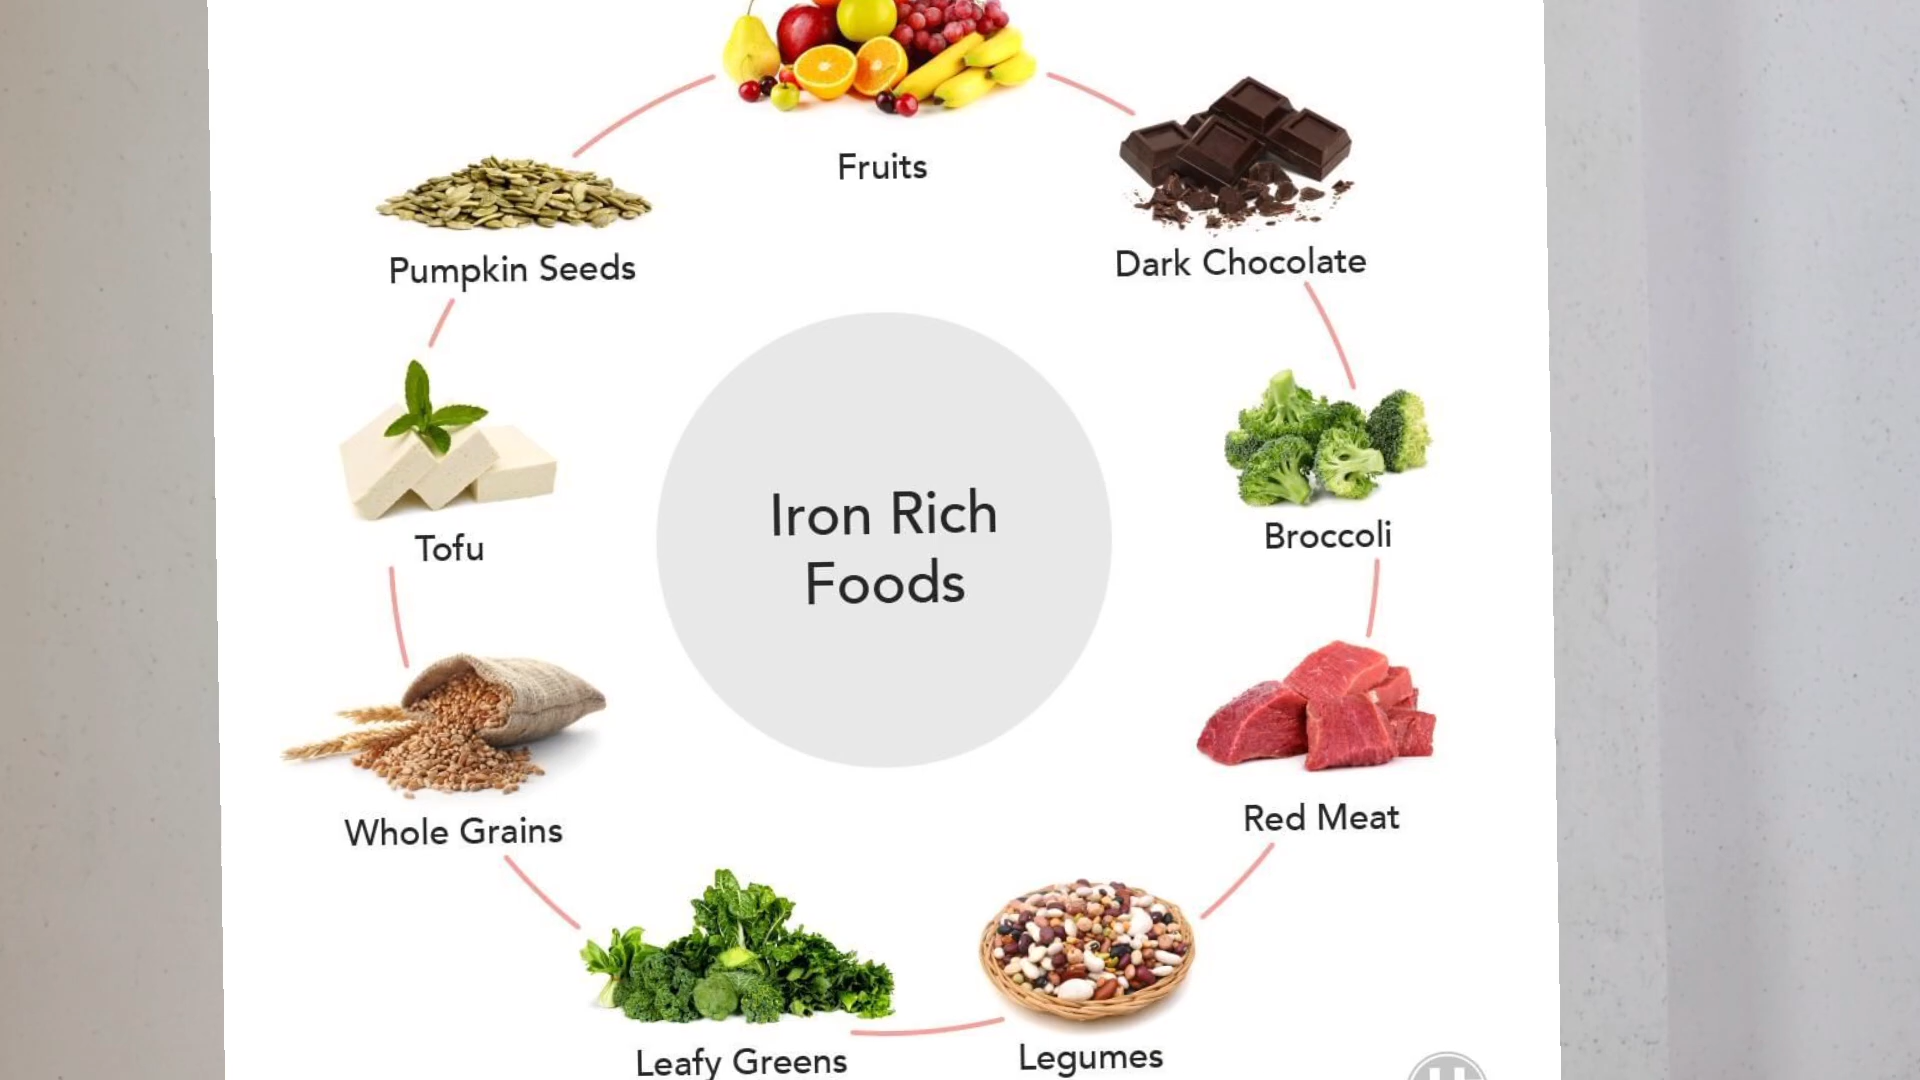 Fruits
Dark Chocolate
Pumpkin Seeds
Iron Rich
Foods
Broccoli
Tofu
Red Meat
Whole Grains
Legumes
Leafy Greens